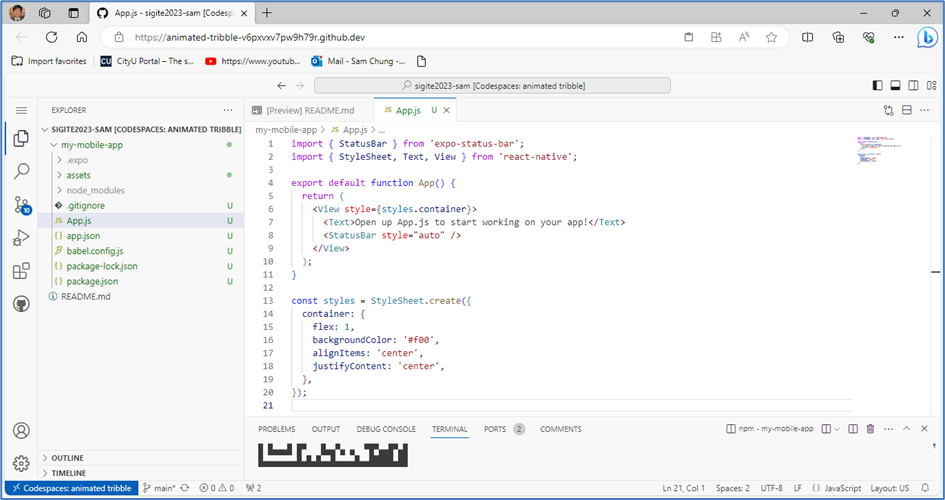 App.js - sigite2023-sam [Codesp
https://animated-tribble-v6pxvxv7pw9h79r.github.dev
Import favorites
CU CityU Portal – The s...
https://www.youtub...
Mail - Sam Chung -...
sigite2023-sam [Codespaces: animated tribble]
EXPLORER
SIGITE2023-SAM [CODESPACES: ANIMATED TRIBBLE]
my-mobile-app
.expo
assets
node_modules
.gitignore U
JS App.js U
{} app.json U
babel.config.js U
{} package-lock.json U
{} package.json U
README.md
10
OUTLINE
TIMELINE
[Preview] README.md
JS App.js U
my-mobile-app > JS App.js > ...
1 import { StatusBar } from 'expo-status-bar';
2 import { StyleSheet, Text, View } from 'react-native';
3
4 export default function App() {
5 return (
6 <View style={styles.container}>
7 <Text>Open up App.js to start working on your app!</Text>
8 <StatusBar style="auto" />
9 </View>
10 );
11 }
12
13 const styles = StyleSheet.create({
14 container: {
15 flex: 1,
16 backgroundColor: '#f00',
17 alignItems: 'center',
18 justifyContent: 'center',
19 },
20 });
21
PROBLEMS OUTPUT DEBUG CONSOLE TERMINAL PORTS 2 COMMENTS
npm - my-mobile-app
Codespaces: animated tribble main* 0 0 2
Ln 21, Col 1 Spaces: 2 UTF-8 LF {} JavaScript Layout: US